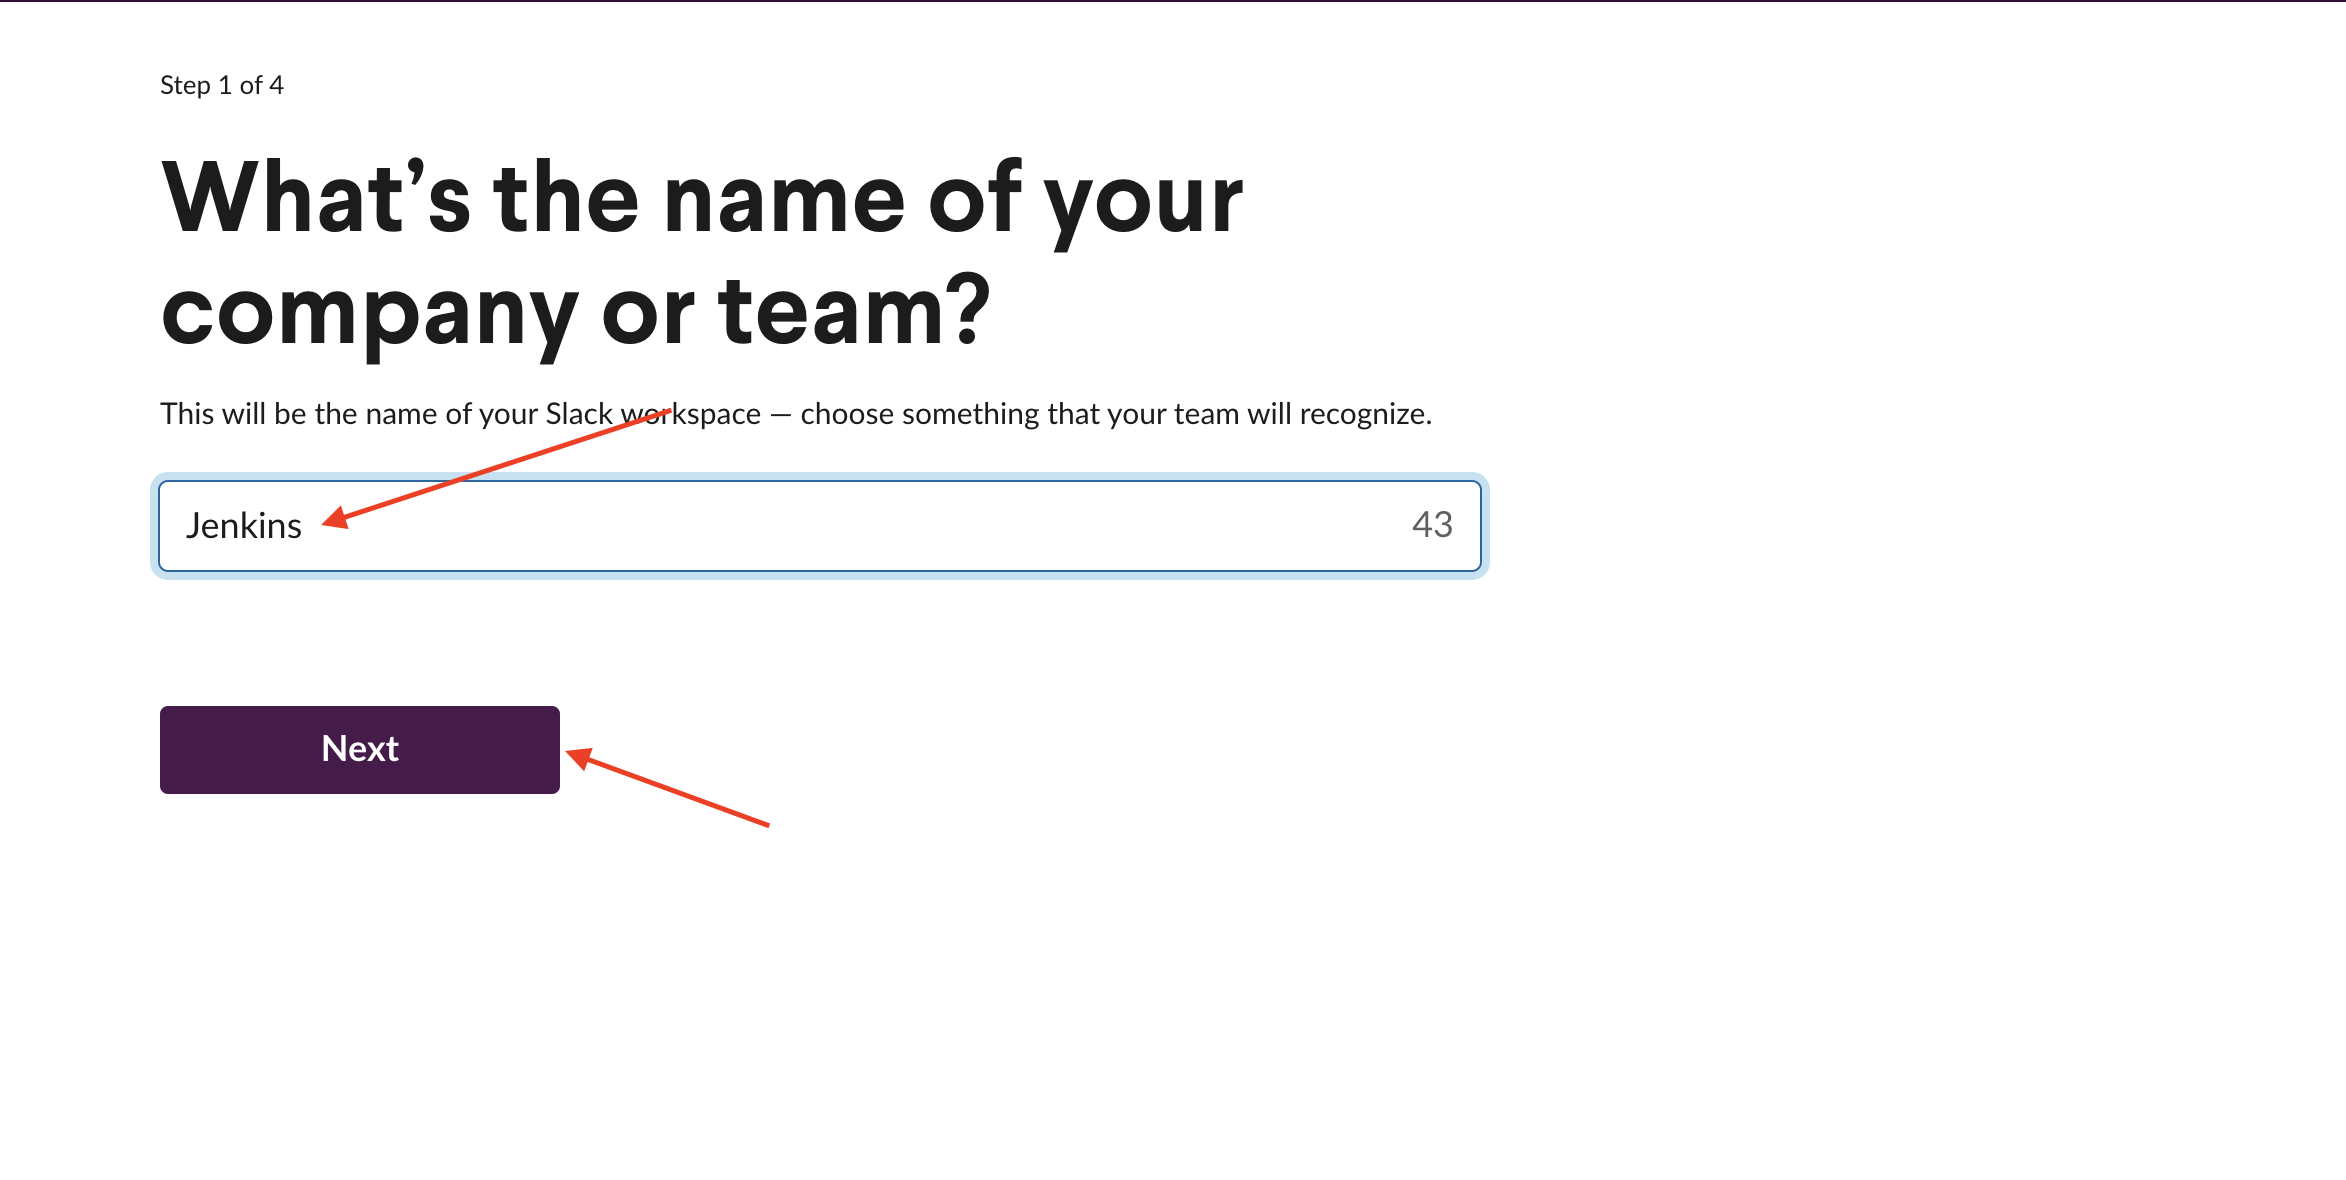 Step 1 of 4
What’s the name of your
company or team?
This will be the name of your Slack workspace — choose something that your team will recognize.
Jenkins 43
Next